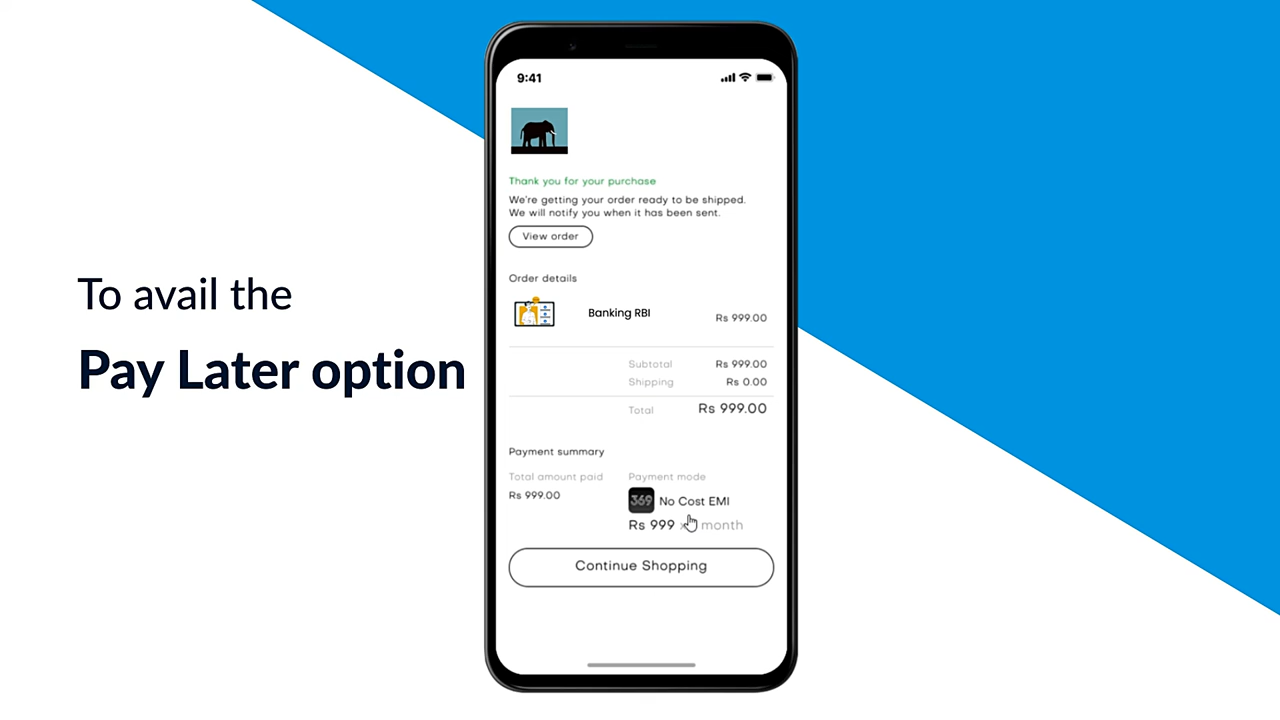 To avail the
Pay Later option
9:41
Thank you for your purchase
We're getting your order ready to be shipped.
We will notify you when it has been sent.
View order
Order details
Banking RBI
Rs 999.00
Subtotal Rs 999.00
Shipping Rs 0.00
Total Rs 999.00
Payment summary
Total amount paid
Rs 999.00
Payment mode
369 No Cost EMI
Rs 999 month
Continue Shopping